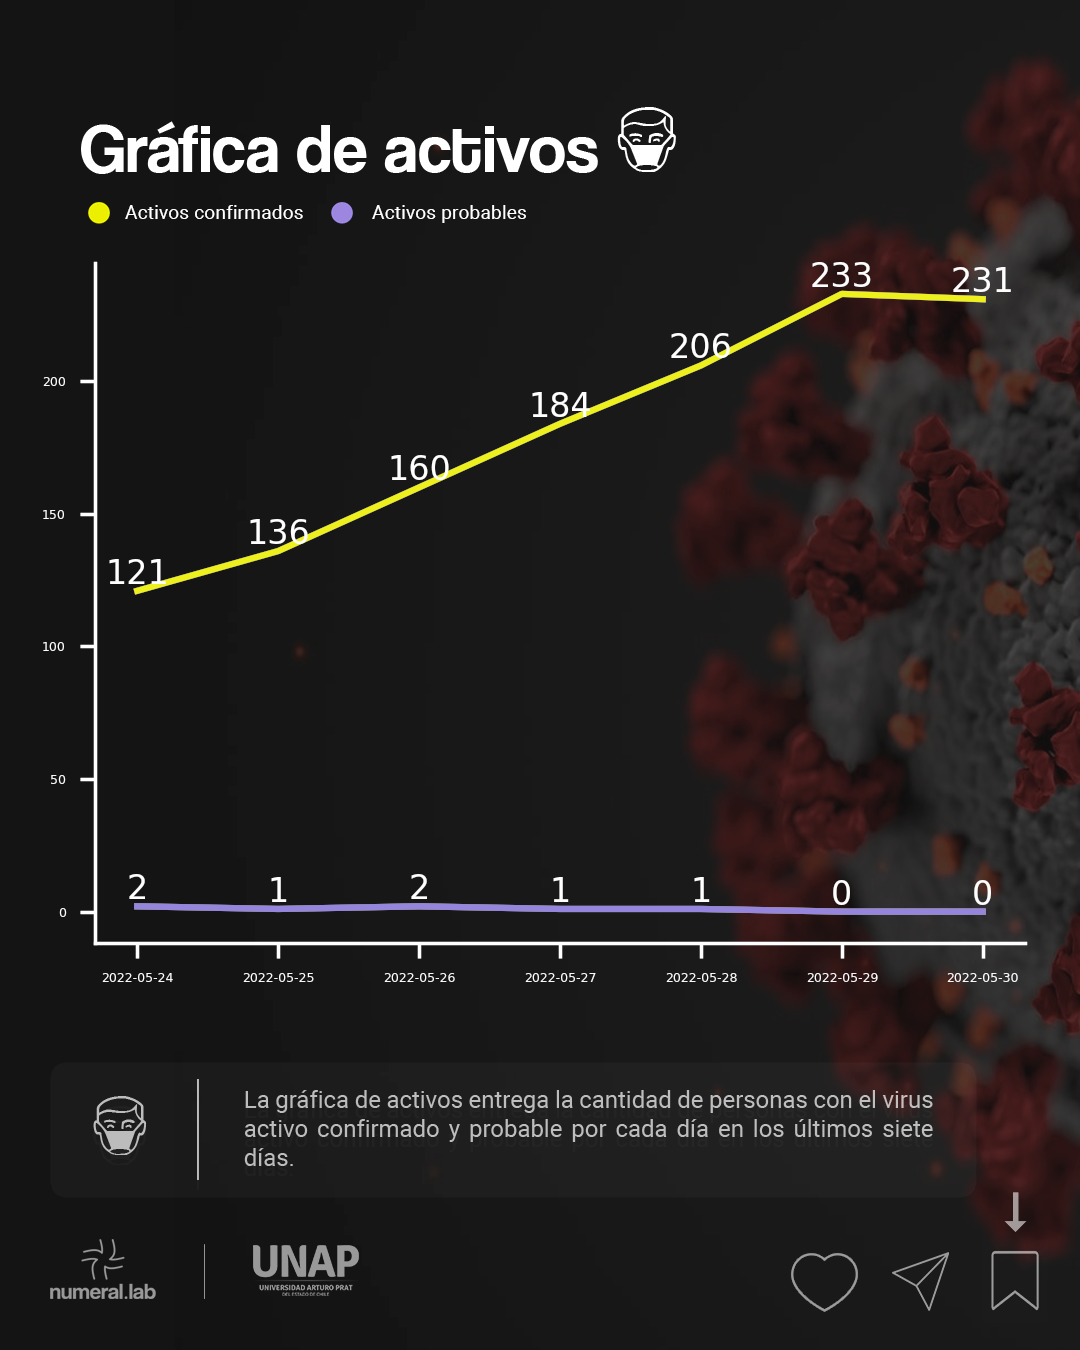 Gráfica de activos
Activos confirmados Activos probables
233 231
206
200
184
160
150
136
121
100
50
2 1 2 1 1 0 0
0
2022-05-24 2022-05-25 2022-05-26 2022-05-27 2022-05-28 2022-05-29 2022-05-30
La gráfica de activos entrega la cantidad de personas con el virus
activo confirmado y probable por cada día en los últimos siete
días.
numeral.lab
UNAP
UNIVERSIDAD ARTURO PRAT
DEL ESTADO DE CHILE